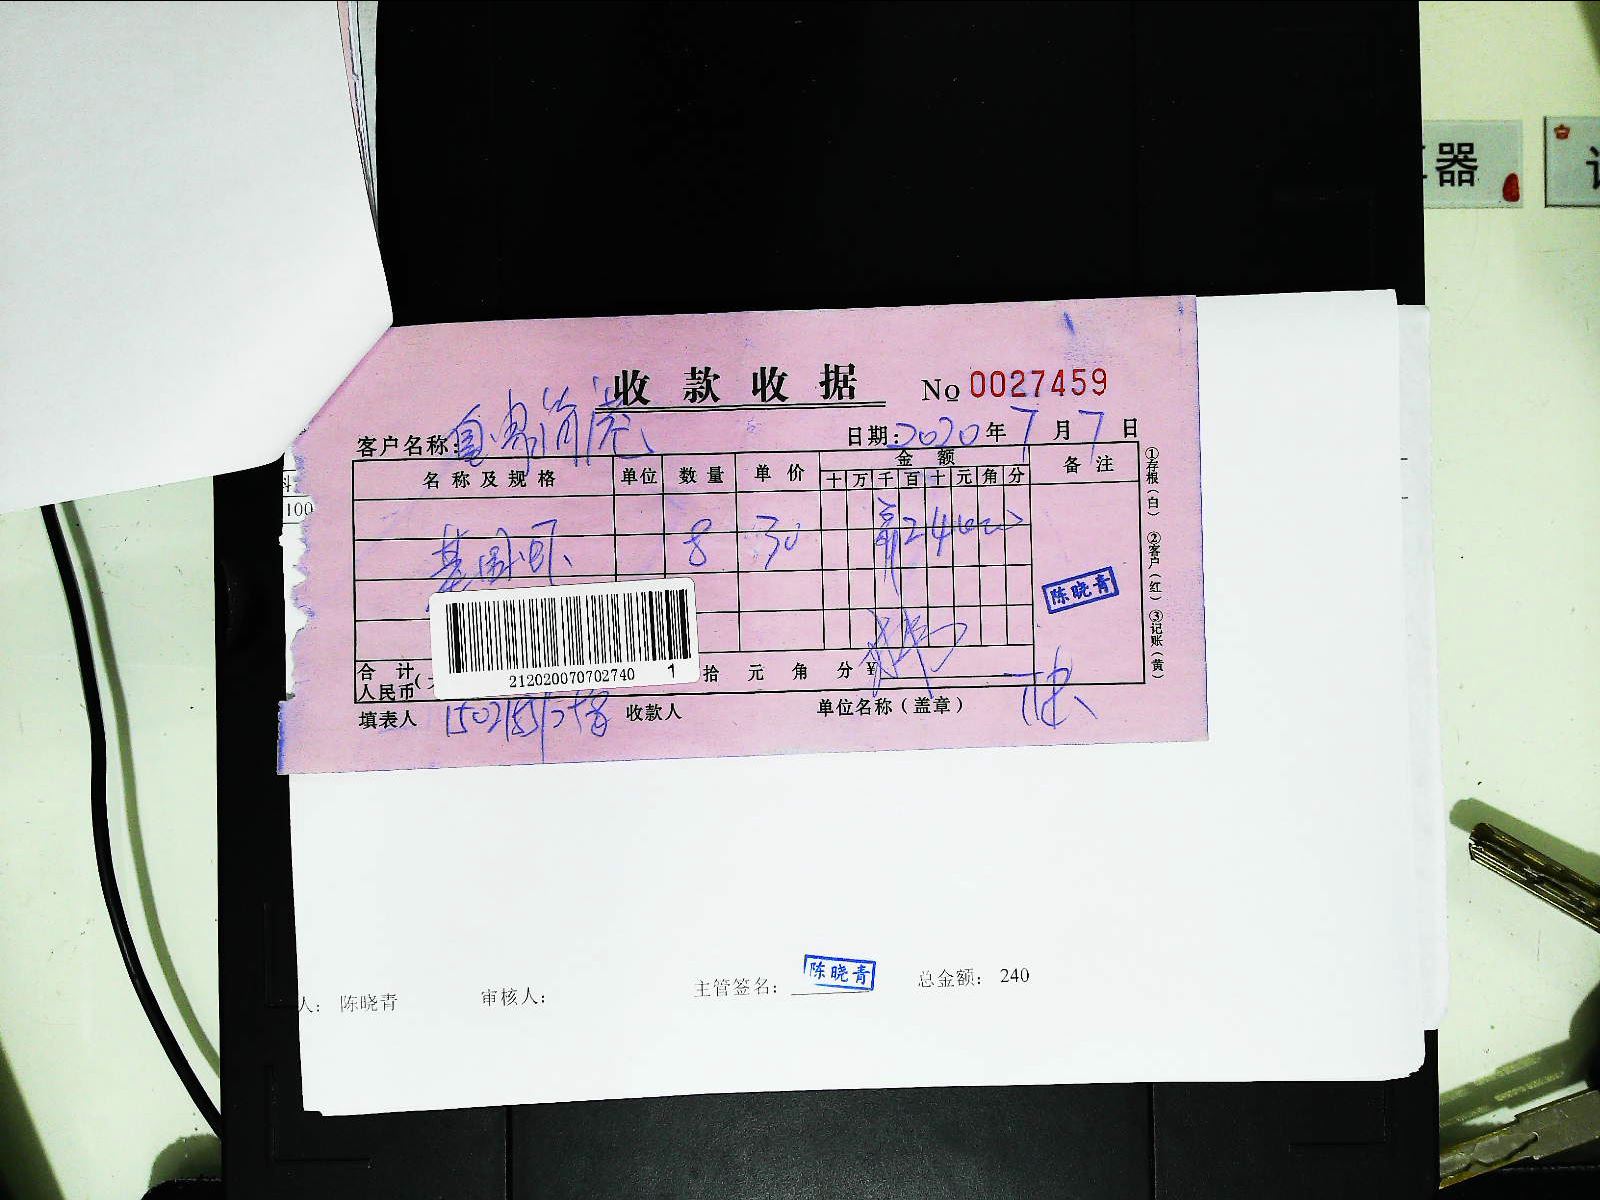 器
收款收据 No 0027459
客户名称:
日期: 2020 年 7 月 7 日
名称及规格 单位 数量 单价 金额 备注
十 万 千 百 十 元 角 分
基围虾 8 30 24000
①存根(白) ②客户(红) ③记账(黄)
陈晓青
212020070702740 1
合计
人民币( 拾 元 角 分 ¥
填表人 收款人 单位名称(盖章)
100
人: 陈晓青 审核人: 主管签名: 陈晓青 总金额: 240